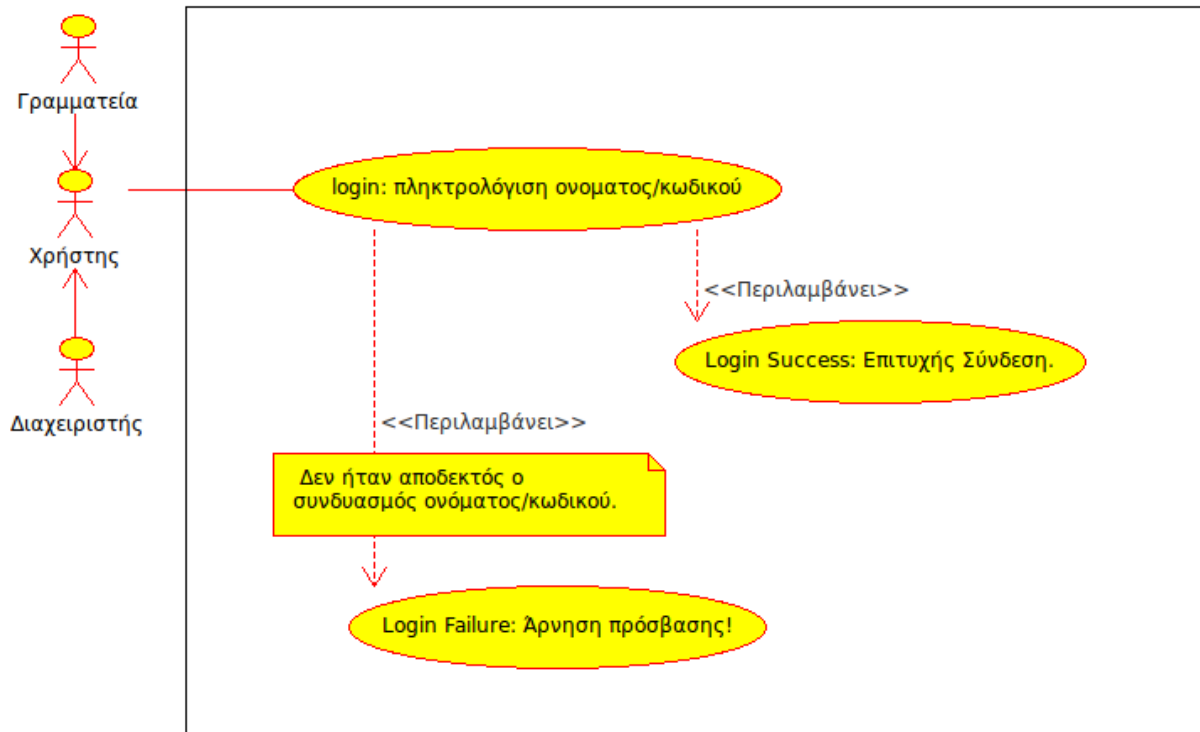 Γραμματεία
login: πληκτρολόγιση ονοματος/κωδικού
Χρήστης
<<Περιλαμβάνει>>
Login Success: Επιτυχής Σύνδεση.
Διαχειριστής
<<Περιλαμβάνει>>
Δεν ήταν αποδεκτός ο
συνδυασμός ονόματος/κωδικού.
Login Failure: Άρνηση πρόσβασης!